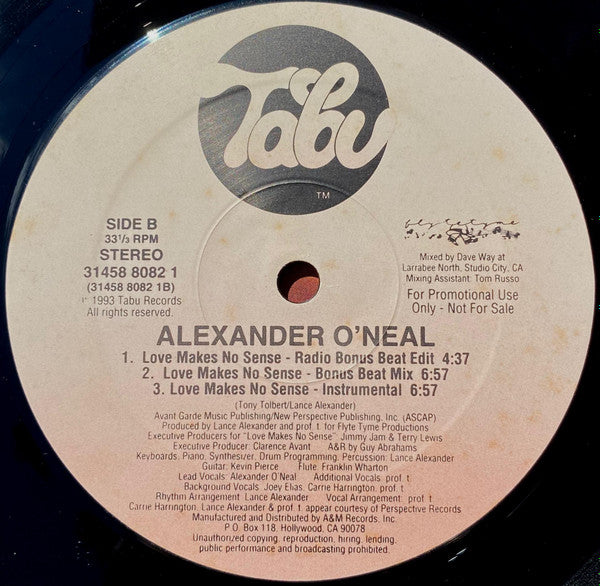 Tabu
TM
SIDE B
33 1/3 RPM
STEREO
31458 8082 1
(31458 8082 1B)
℗ 1993 Tabu Records
All rights reserved.
flyte tyme
Mixed by Dave Way at
Larrabee North, Studio City, CA
Mixing Assistant: Tom Russo
For Promotional Use
Only - Not For Sale
ALEXANDER O'NEAL
1. Love Makes No Sense - Radio Bonus Beat Edit 4:37
2. Love Makes No Sense - Bonus Beat Mix 6:57
3. Love Makes No Sense - Instrumental 6:57
(Tony Tolbert/Lance Alexander)
Avant Garde Music Publishing/New Perspective Publishing, Inc. (ASCAP)
Produced by Lance Alexander and prof. t. for Flyte Tyme Productions
Executive Producers for "Love Makes No Sense" Jimmy Jam & Terry Lewis
Executive Producer: Clarence Avant A&R by Guy Abrahams
Keyboards, Piano, Synthesizer, Drum Programming, Percussion: Lance Alexander
Guitar: Kevin Pierce Flute: Franklin Wharton
Lead Vocals: Alexander O'Neal Additional Vocals: prof. t
Background Vocals: Joey Elias, Carrie Harrington, prof. t
Rhythm Arrangement: Lance Alexander Vocal Arrangement: prof. t
Carrie Harrington, Lance Alexander & prof. t. appear courtesy of Perspective Records
Manufactured and Distributed by A&M Records, Inc.
P.O. Box 118, Hollywood, CA 90078
Unauthorized copying, reproduction, hiring, lending,
public performance and broadcasting prohibited.